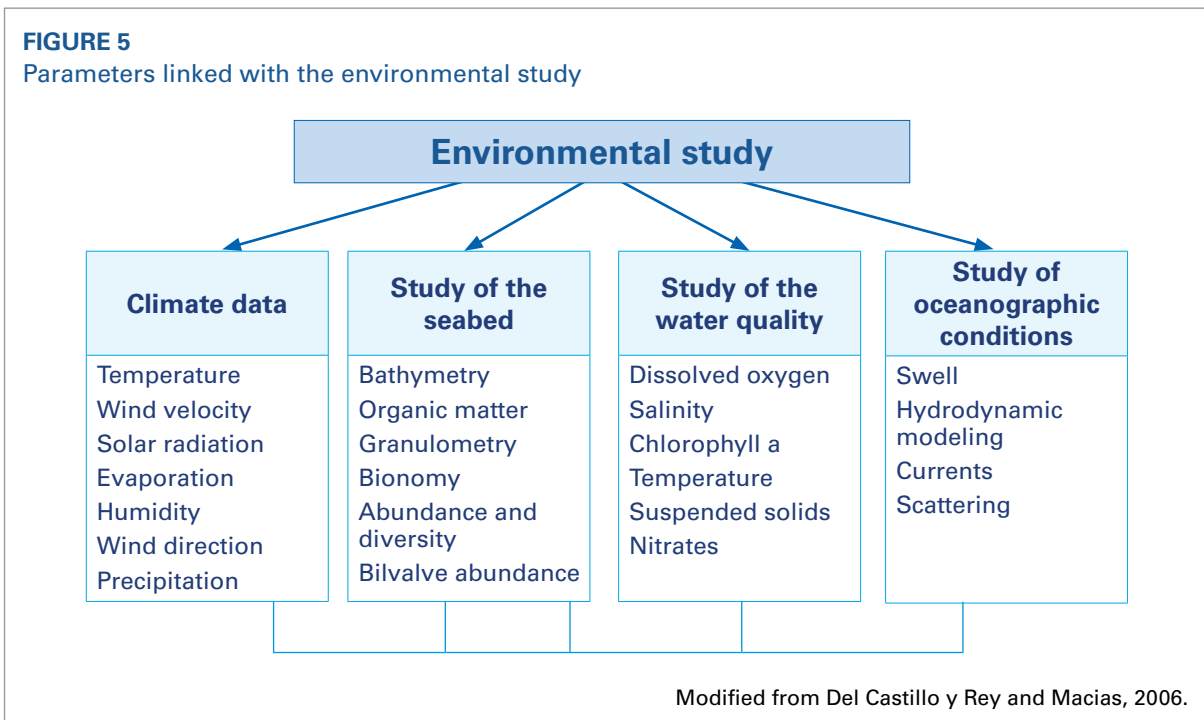 FIGURE 5
Parameters linked with the environmental study
Environmental study
Climate data
Temperature
Wind velocity
Solar radiation
Evaporation
Humidity
Wind direction
Precipitation
Study of the
seabed
Bathymetry
Organic matter
Granulometry
Bionomy
Abundance and
diversity
Bilvalve abundance
Study of the
water quality
Dissolved oxygen
Salinity
Chlorophyll a
Temperature
Suspended solids
Nitrates
Study of
oceanographic
conditions
Swell
Hydrodynamic
modeling
Currents
Scattering
Modified from Del Castillo y Rey and Macias, 2006.